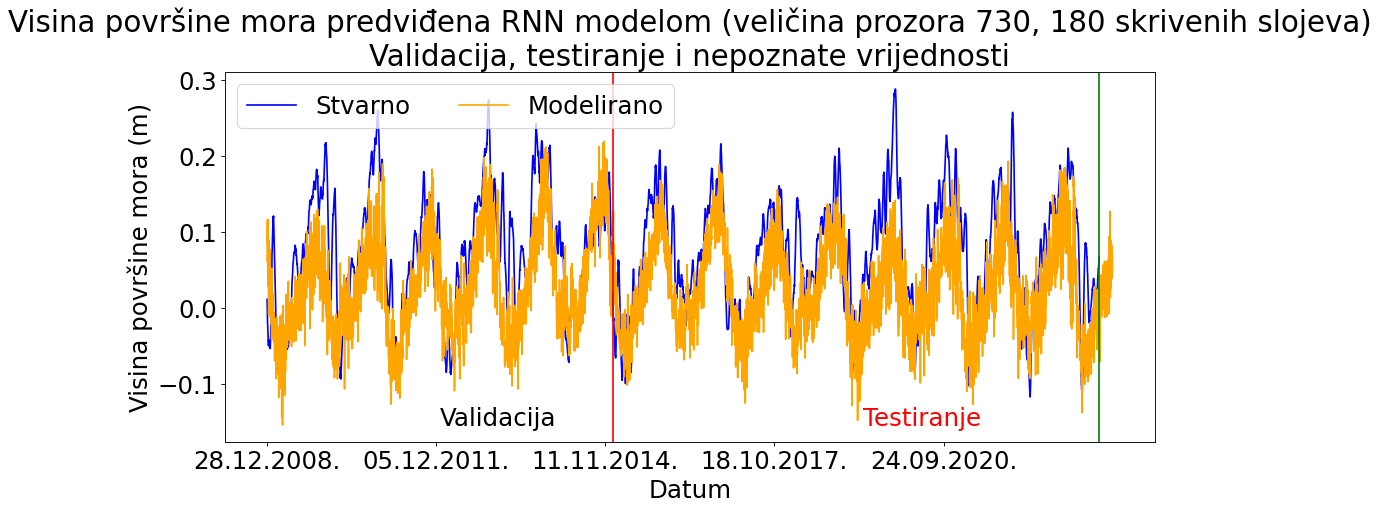 Visina površine mora predviđena RNN modelom (veličina prozora 730, 180 skrivenih slojeva)
Validacija, testiranje i nepoznate vrijednosti
Visina površine mora (m)
0.3
0.2
0.1
0.0
−0.1
Stvarno Modelirano
Validacija
Testiranje
28.12.2008. 05.12.2011. 11.11.2014. 18.10.2017. 24.09.2020.
Datum